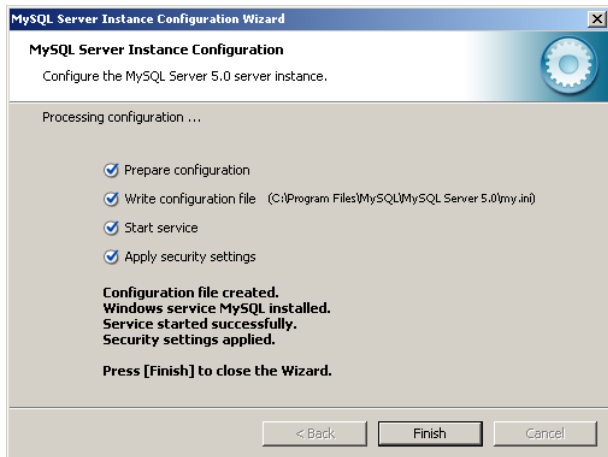 MySQL Server Instance Configuration Wizard
MySQL Server Instance Configuration
Configure the MySQL Server 5.0 server instance.
Processing configuration ...
Prepare configuration
Write configuration file (C:\Program Files\MySQL\MySQL Server 5.0\my.ini)
Start service
Apply security settings
Configuration file created.
Windows service MySQL installed.
Service started successfully.
Security settings applied.
Press [Finish] to close the Wizard.
< Back Finish Cancel